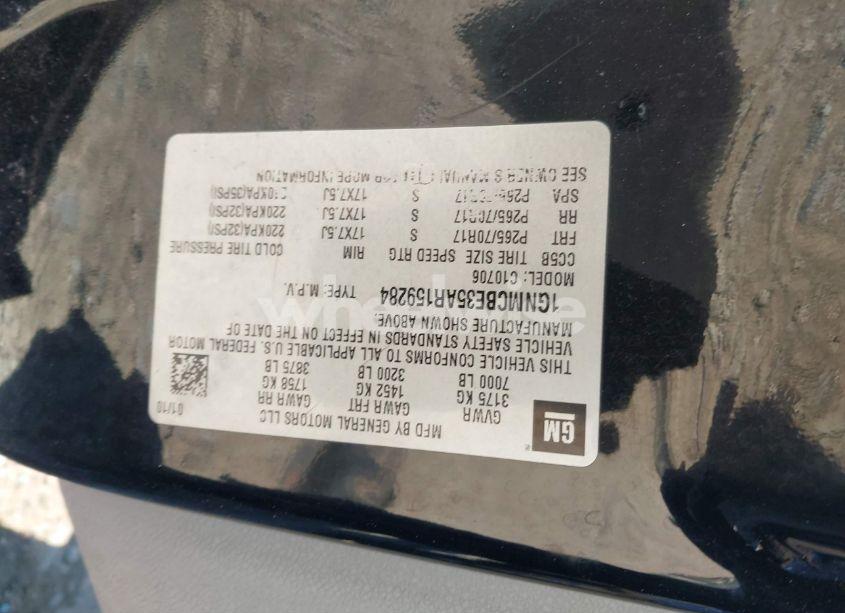 GM
MFD BY GENERAL MOTORS LLC 01/10
GVWR GAWR FRT GAWR RR
3175 KG 1452 KG 1758 KG
7000 LB 3200 LB 3875 LB
THIS VEHICLE CONFORMS TO ALL APPLICABLE U.S. FEDERAL MOTOR
VEHICLE SAFETY STANDARDS IN EFFECT ON THE DATE OF
MANUFACTURE SHOWN ABOVE.
1GNMCBE35AR159284 TYPE: M.P.V.
MODEL: C10706
CC5B TIRE SIZE SPEED RTG RIM COLD TIRE PRESSURE
FRT P265/70R17 S 17X7.5J 220KPA(32PSI)
RR P265/70R17 S 17X7.5J 220KPA(32PSI)
SPA S 17X7.5J
SEE OWNER'S MANUAL FOR MORE INFORMATION